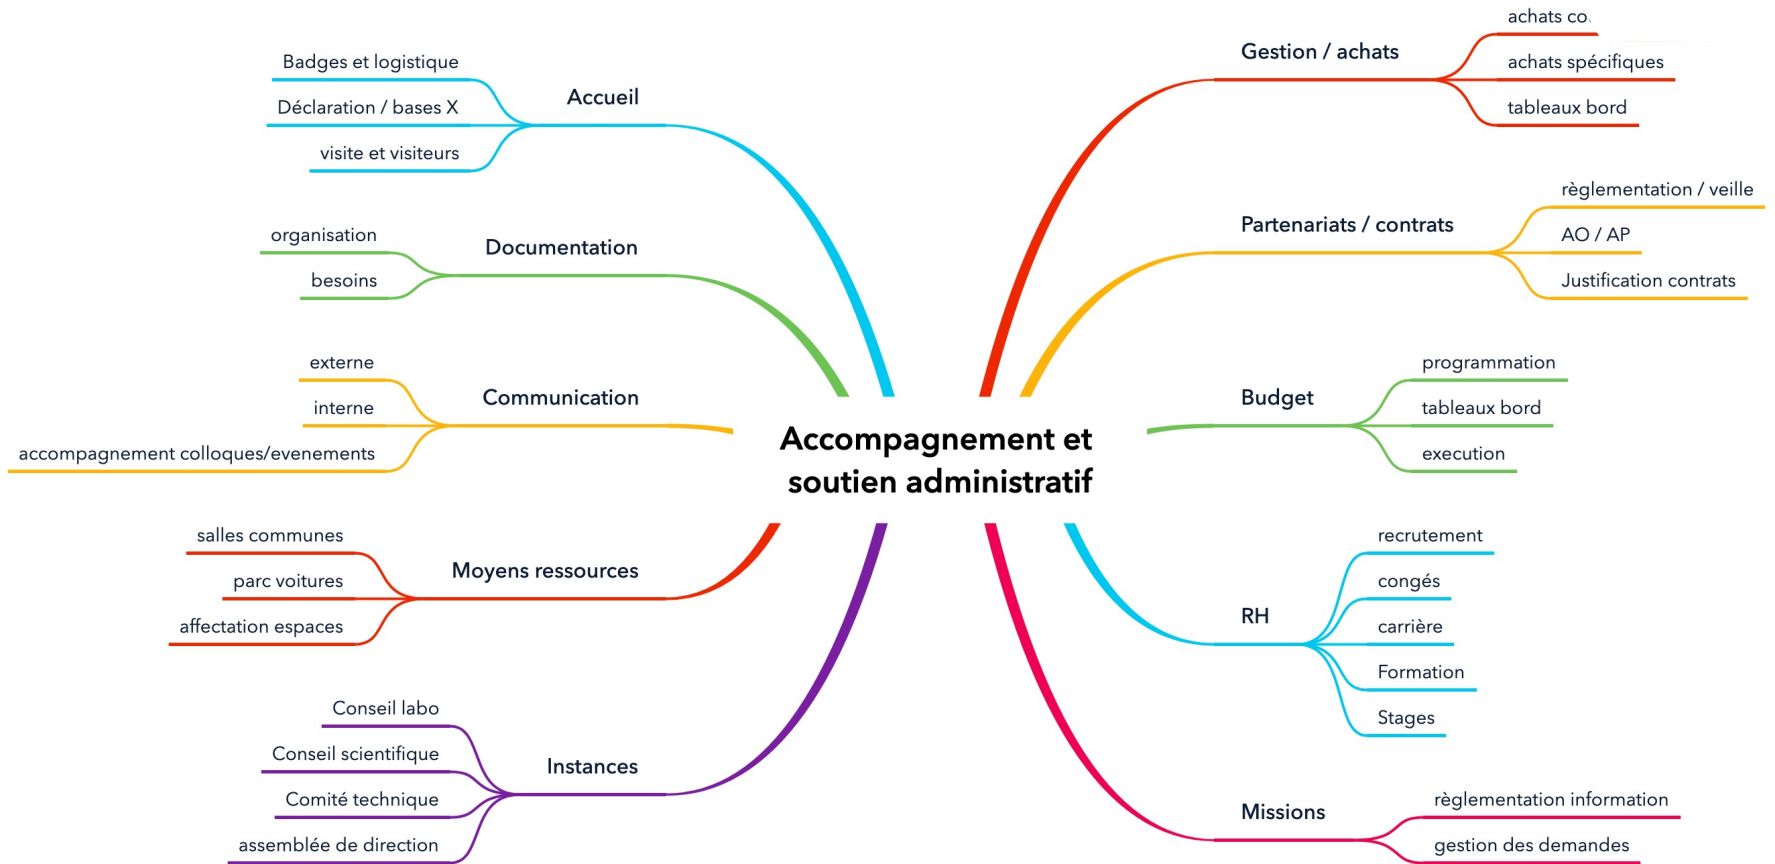 Accompagnement et
soutien administratif
Accueil
Badges et logistique
Déclaration / bases X
visite et visiteurs
Documentation
organisation
besoins
Communication
externe
interne
accompagnement colloques/evenements
Moyens ressources
salles communes
parc voitures
affectation espaces
Instances
Conseil labo
Conseil scientifique
Comité technique
assemblée de direction
Gestion / achats
achats
achats spécifiques
tableaux bord
Partenariats / contrats
règlementation / veille
AO / AP
Justification contrats
Budget
programmation
tableaux bord
execution
RH
recrutement
congés
carrière
Formation
Stages
Missions
règlementation information
gestion des demandes